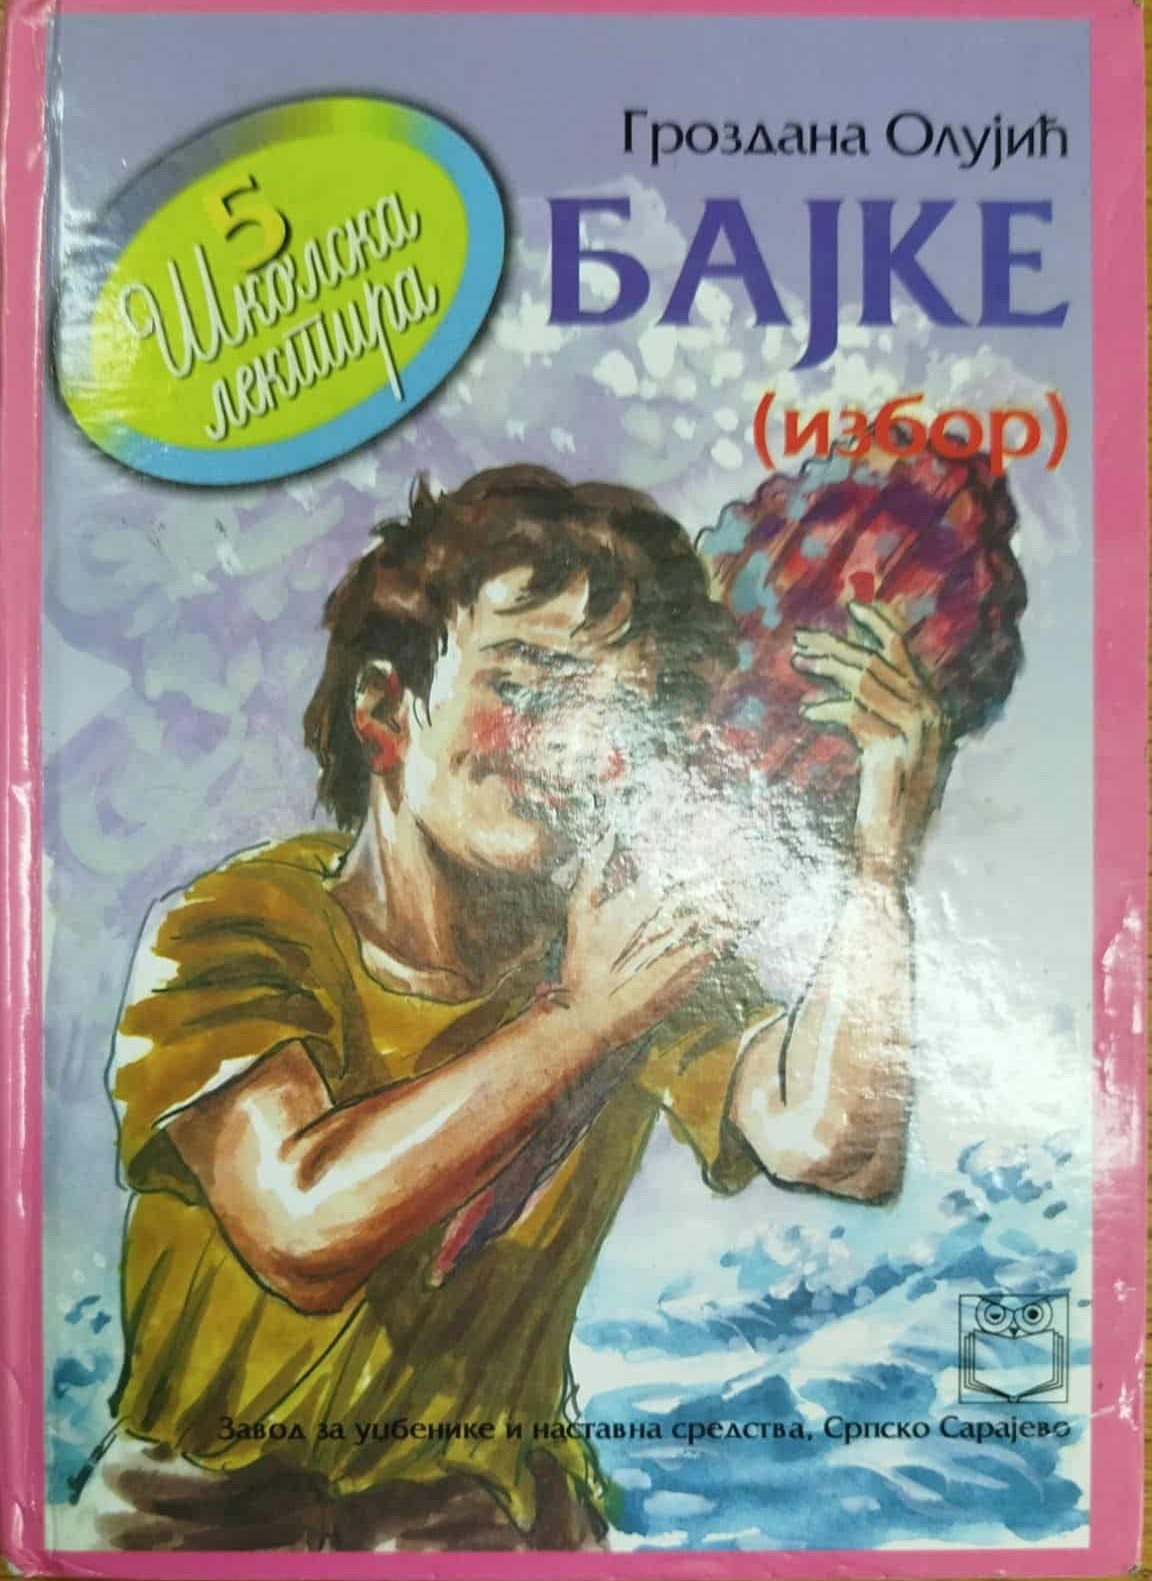 Гроздана Олујић
БАЈКЕ
(избор)
5
Школска
лектира
Завод за уџбенике и наставна средства, Српско Сарајево